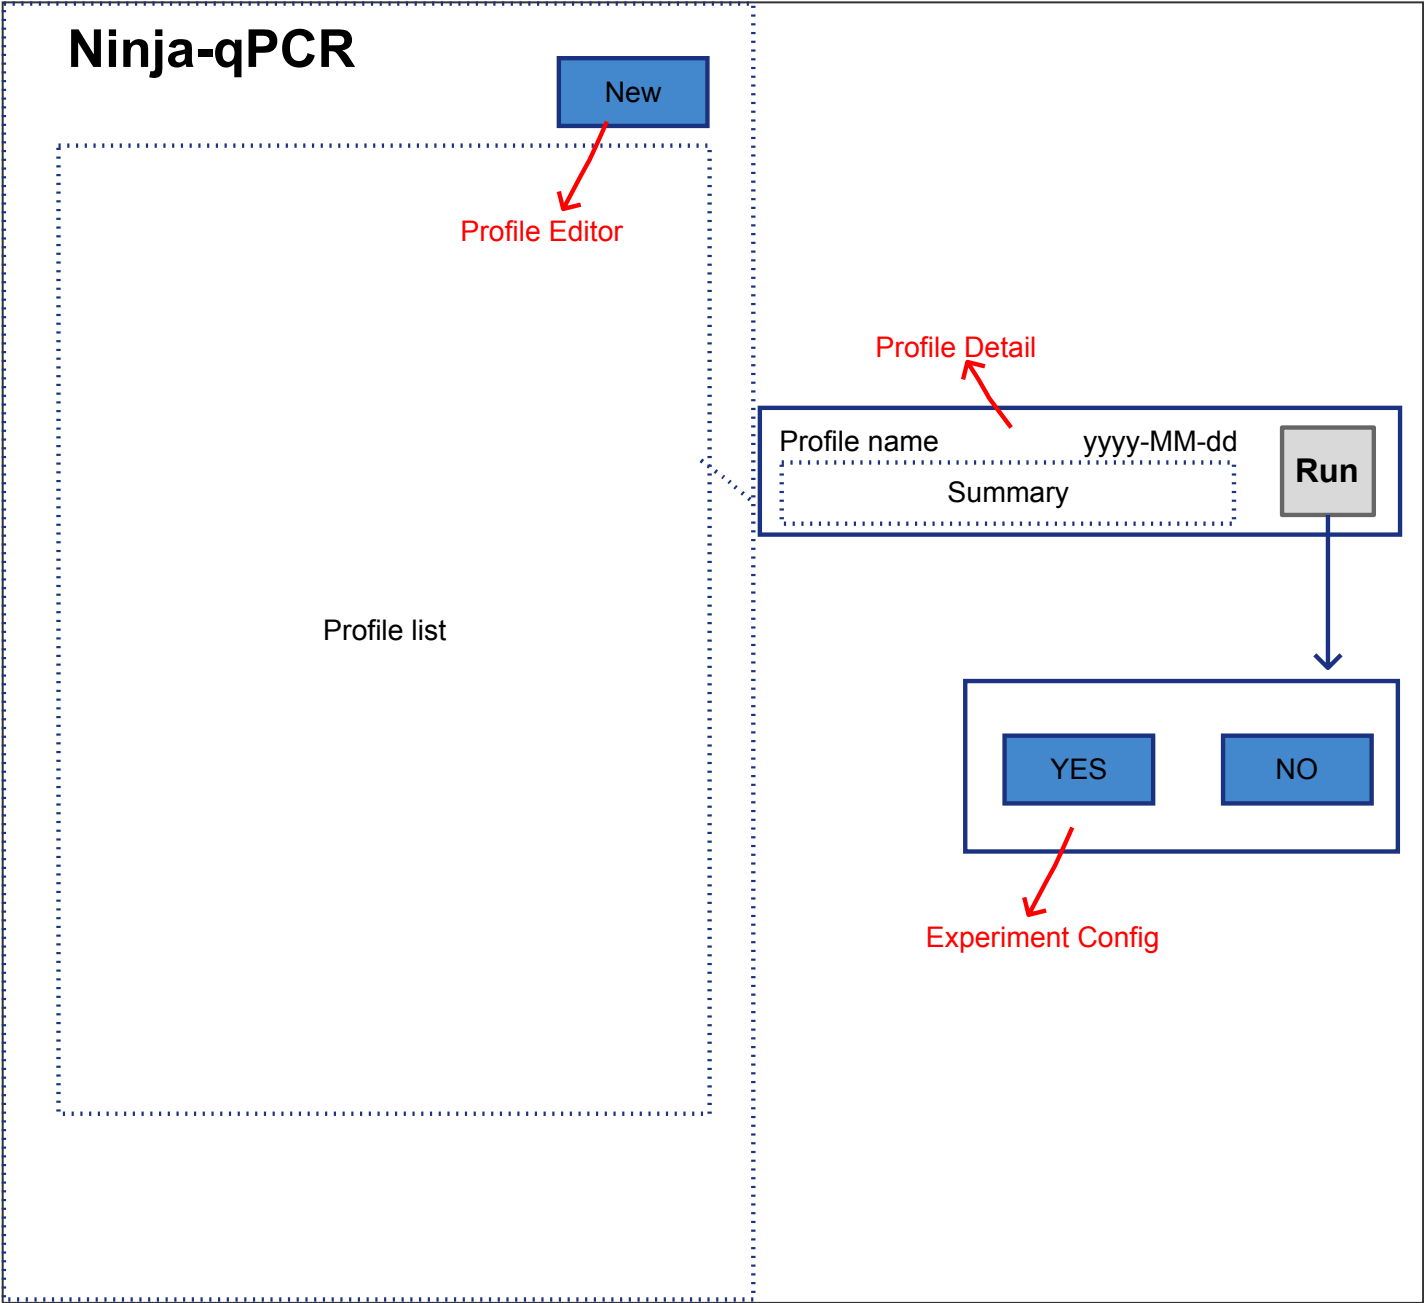 Ninja-qPCR
New
Profile Editor
Profile list
Profile Detail
Profile name yyyy-MM-dd
Run
Summary
YES NO
Experiment Config